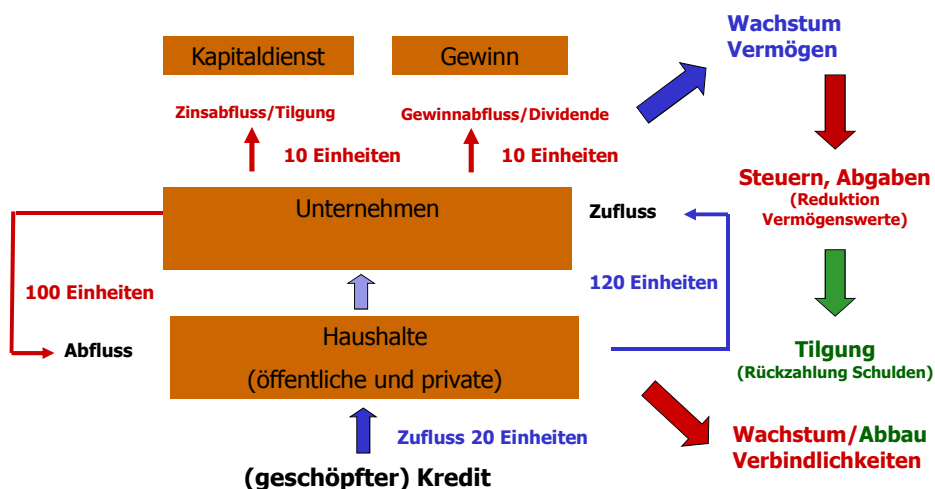 Kapitaldienst
Gewinn
Wachstum
Vermögen
Zinsabfluss/Tilgung
Gewinnabfluss/Dividende
10 Einheiten
10 Einheiten
Steuern, Abgaben
(Reduktion
Vermögenswerte)
Unternehmen
Zufluss
100 Einheiten
120 Einheiten
Abfluss
Haushalte
(öffentliche und private)
Tilgung
(Rückzahlung Schulden)
Zufluss 20 Einheiten
Wachstum/Abbau
Verbindlichkeiten
(geschöpfter) Kredit